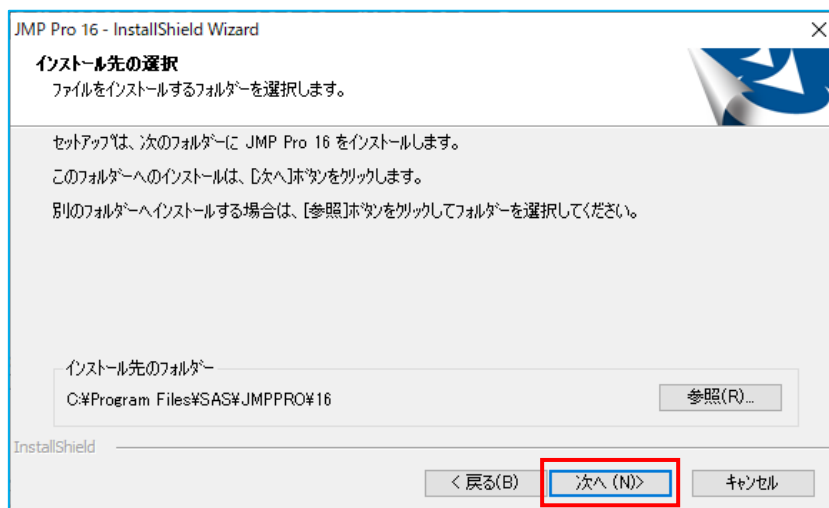 JMP Pro 16 - InstallShield Wizard
インストール先の選択
ファイルをインストールするフォルダーを選択します。
セットアップは、次のフォルダーに JMP Pro 16 をインストールします。
このフォルダーへのインストールは、[次へ]ボタンをクリックします。
別のフォルダーへインストールする場合は、[参照]ボタンをクリックしてフォルダーを選択してください。
インストール先のフォルダー
C:¥Program Files¥SAS¥JMPPRO¥16
参照(R)...
InstallShield
< 戻る(B)
次へ (N)>
キャンセル